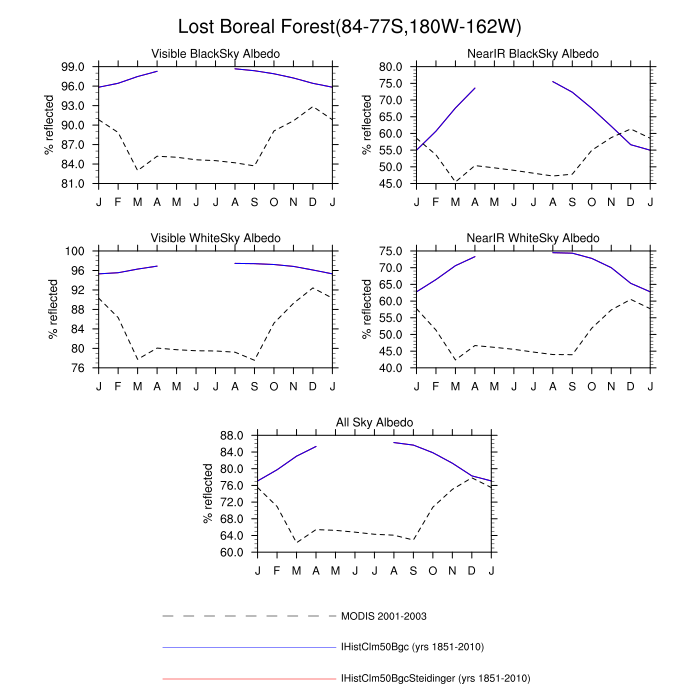 Lost Boreal Forest(84-77S,180W-162W)
Visible BlackSky Albedo
% reflected
99.0
96.0
93.0
90.0
87.0
84.0
81.0
J F M A M J J A S O N D J
NearIR BlackSky Albedo
% reflected
80.0
75.0
70.0
65.0
60.0
55.0
50.0
45.0
J F M A M J J A S O N D J
Visible WhiteSky Albedo
% reflected
100
96
92
88
84
80
76
J F M A M J J A S O N D J
NearIR WhiteSky Albedo
% reflected
75.0
70.0
65.0
60.0
55.0
50.0
45.0
40.0
J F M A M J J A S O N D J
All Sky Albedo
% reflected
88.0
84.0
80.0
76.0
72.0
68.0
64.0
60.0
J F M A M J J A S O N D J
MODIS 2001-2003
IHistClm50Bgc (yrs 1851-2010)
IHistClm50BgcSteidinger (yrs 1851-2010)